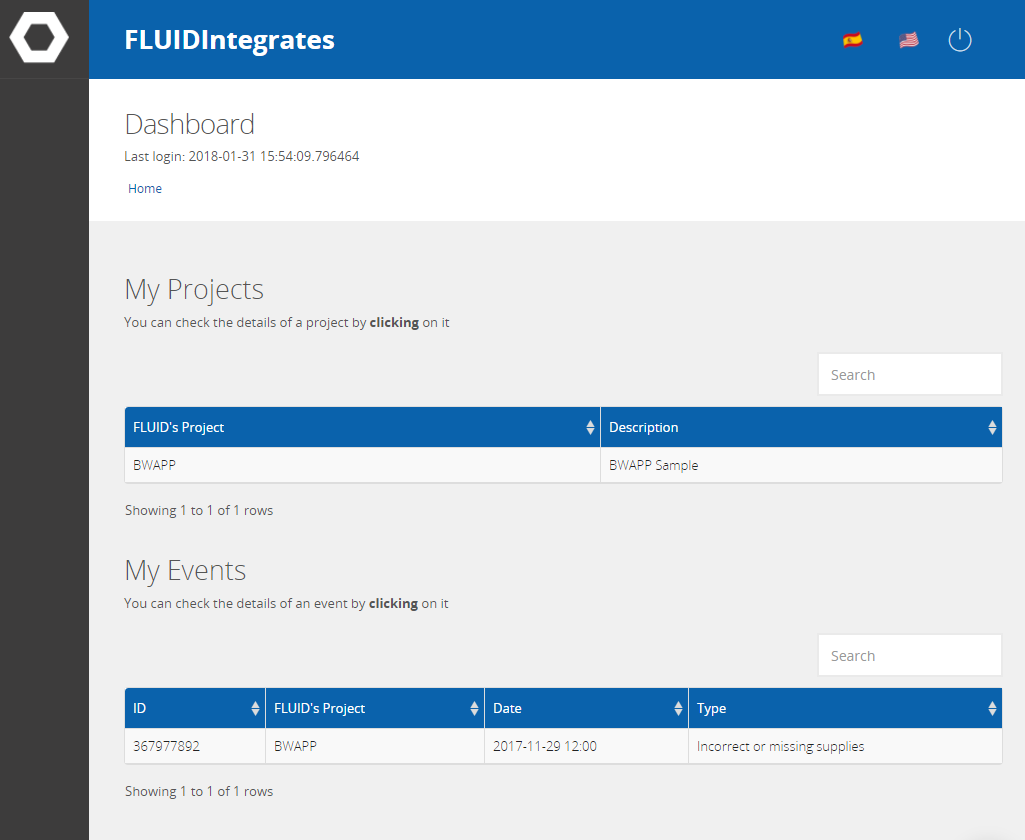 FLUIDIntegrates
Dashboard
Last login: 2018-01-31 15:54:09.796464
Home
My Projects
You can check the details of a project by clicking on it
Search
FLUID's Project Description
BWAPP BWAPP Sample
Showing 1 to 1 of 1 rows
My Events
You can check the details of an event by clicking on it
Search
ID FLUID's Project Date Type
367977892 BWAPP 2017-11-29 12:00 Incorrect or missing supplies
Showing 1 to 1 of 1 rows